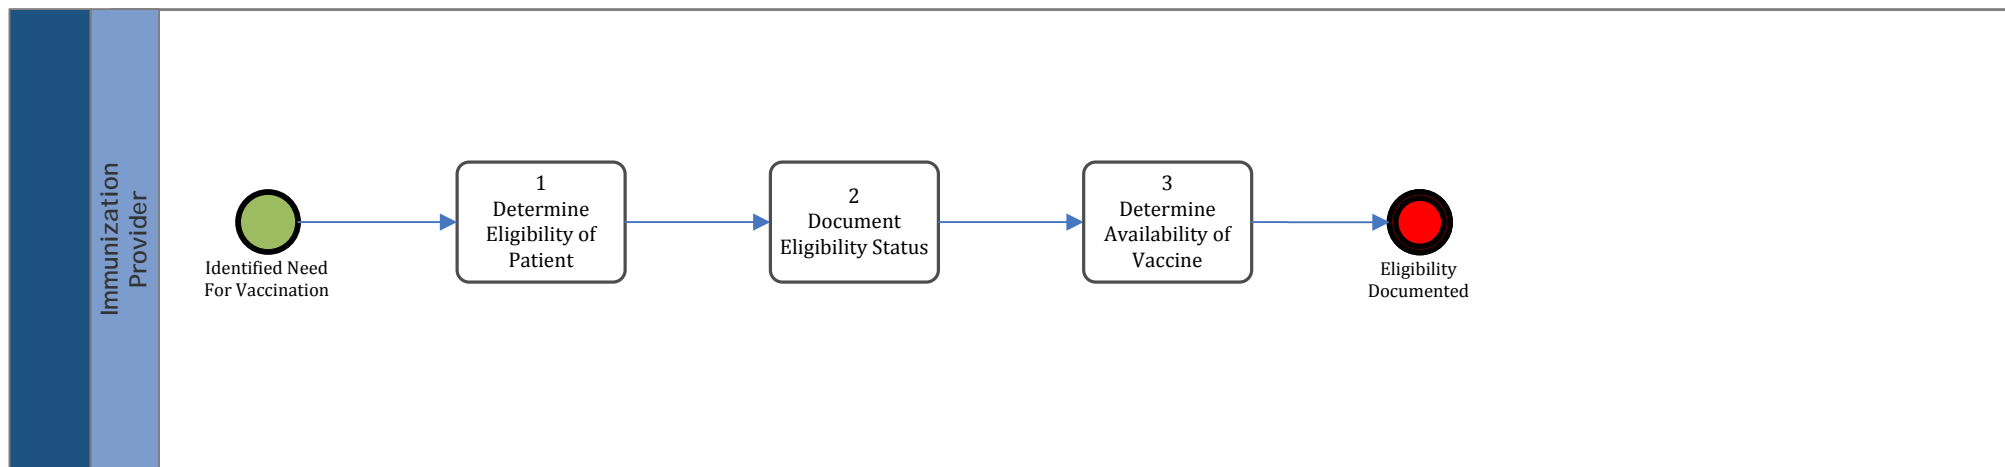 Immunization
Provider
Identified Need
For Vaccination
1
Determine
Eligibility of
Patient
2
Document
Eligibility Status
3
Determine
Availability of
Vaccine
Eligibility
Documented